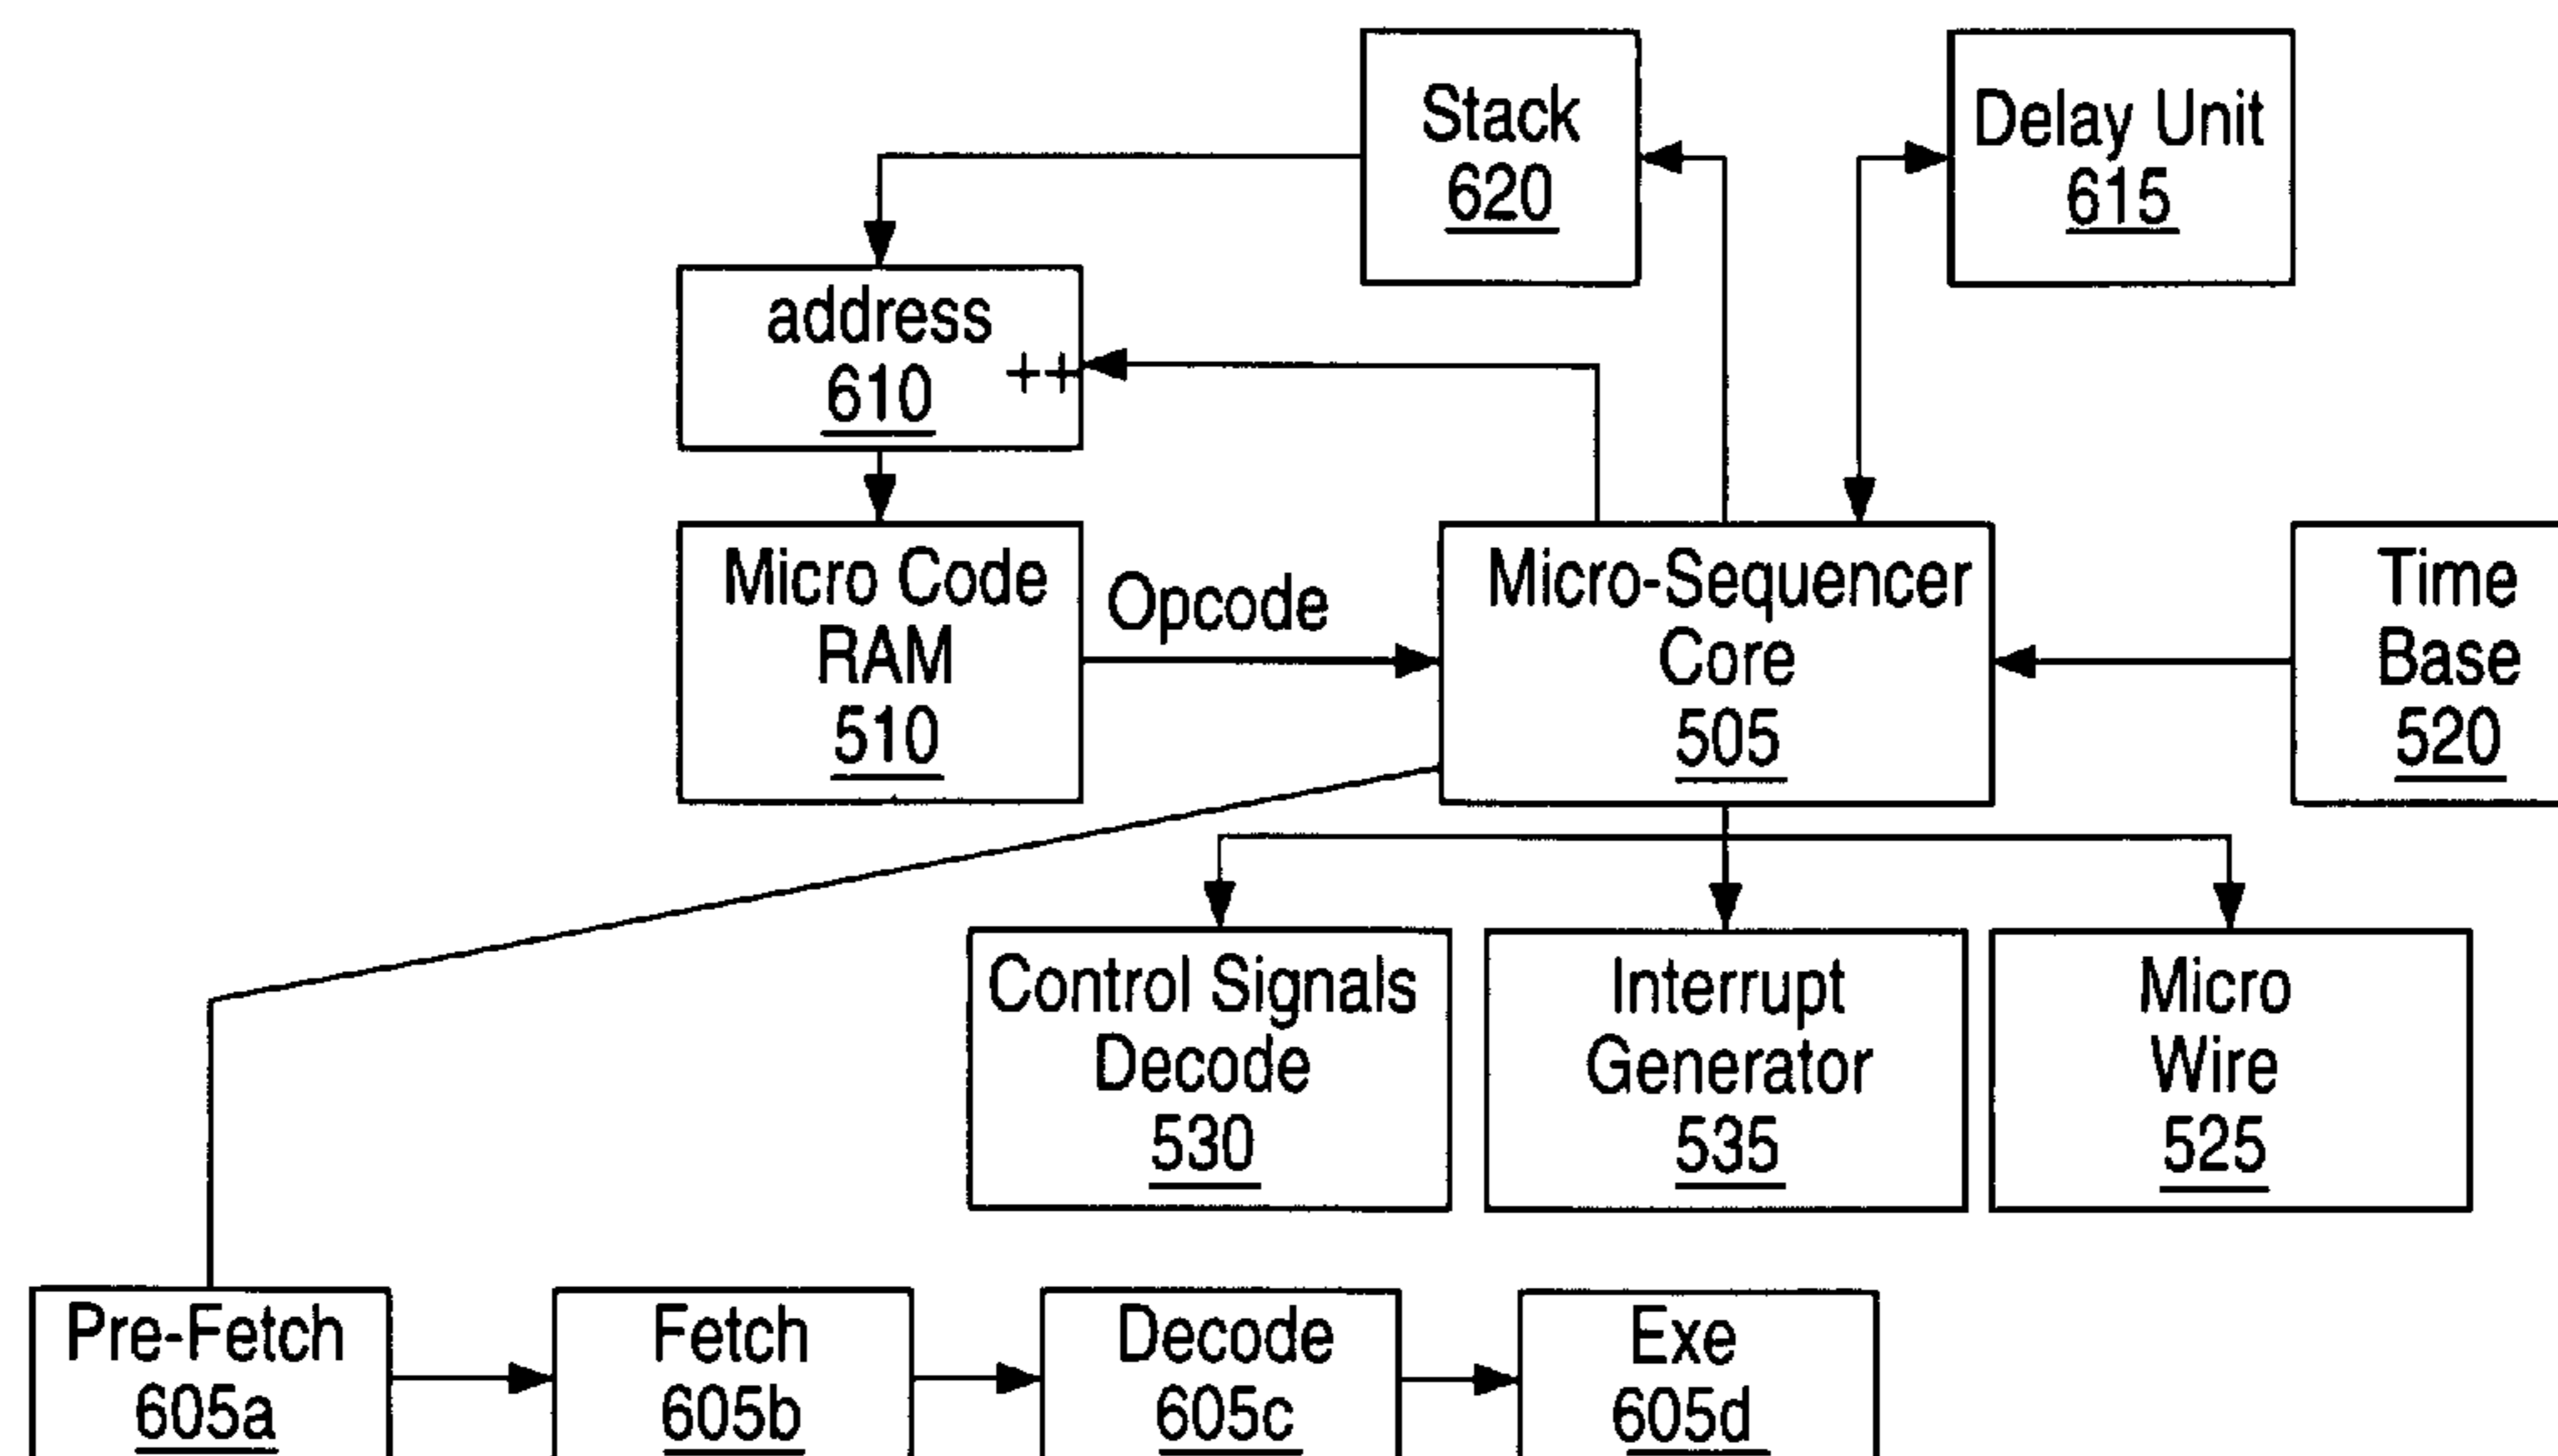 Stack
620
Delay Unit
615
address
++
610
Micro Code
RAM
510
Opcode
Micro-Sequencer
Core
505
Time
Base
520
Control Signals
Decode
530
Interrupt
Generator
535
Micro
Wire
525
Pre-Fetch
605a
Fetch
605b
Decode
605c
Exe
605d